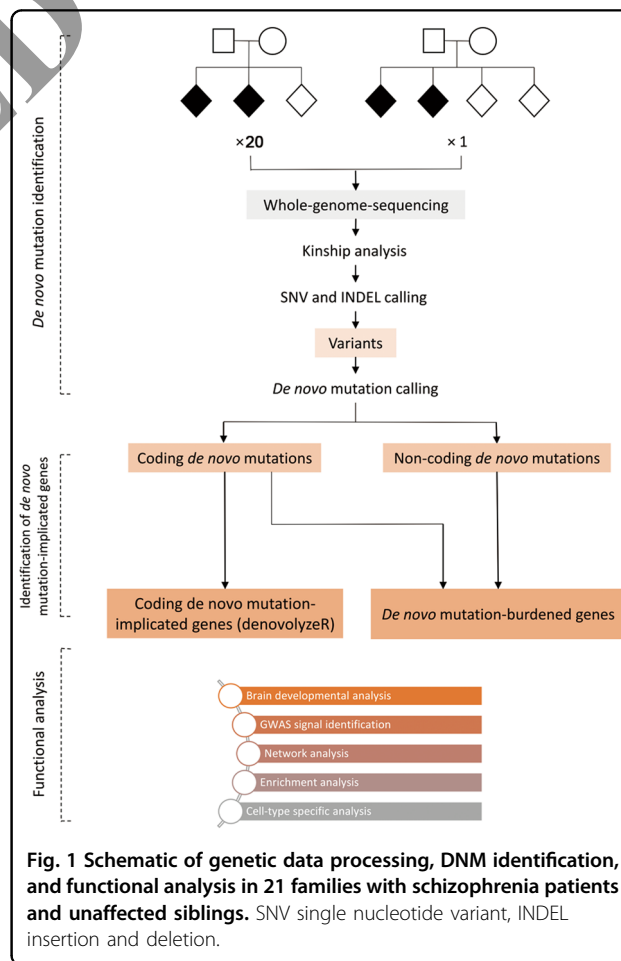 ED
×20
× 1
De novo mutation identification
Whole-genome-sequencing
Kinship analysis
SNV and INDEL calling
Variants
De novo mutation calling
Identification of de novo
mutation-implicated genes
Coding de novo mutations
Non-coding de novo mutations
Coding de novo mutation-
implicated genes (denovolyzeR)
De novo mutation-burdened genes
Functional analysis
Brain developmental analysis
GWAS signal identification
Network analysis
Enrichment analysis
Cell-type specific analysis
Fig. 1 Schematic of genetic data processing, DNM identification,
and functional analysis in 21 families with schizophrenia patients
and unaffected siblings. SNV single nucleotide variant, INDEL
insertion and deletion.